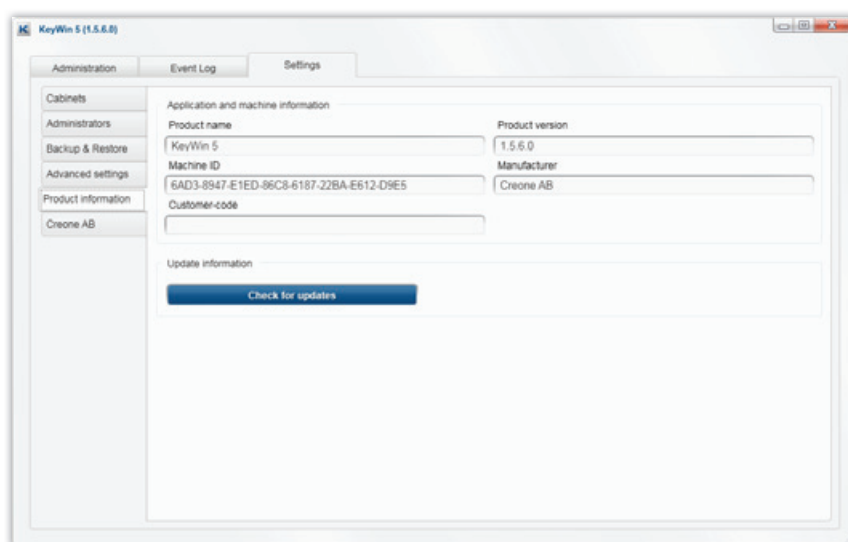 KeyWin 5 (1.5.6.0)
Administration Event Log Settings
Cabinets
Administrators
Backup & Restore
Advanced settings
Product information
Creone AB
Application and machine information
Product name Product version
KeyWin 5 1.5.6.0
Machine ID Manufacturer
6AD3-8947-E1ED-86C8-6187-22BA-E612-D9E5 Creone AB
Customer-code
Update information
Check for updates